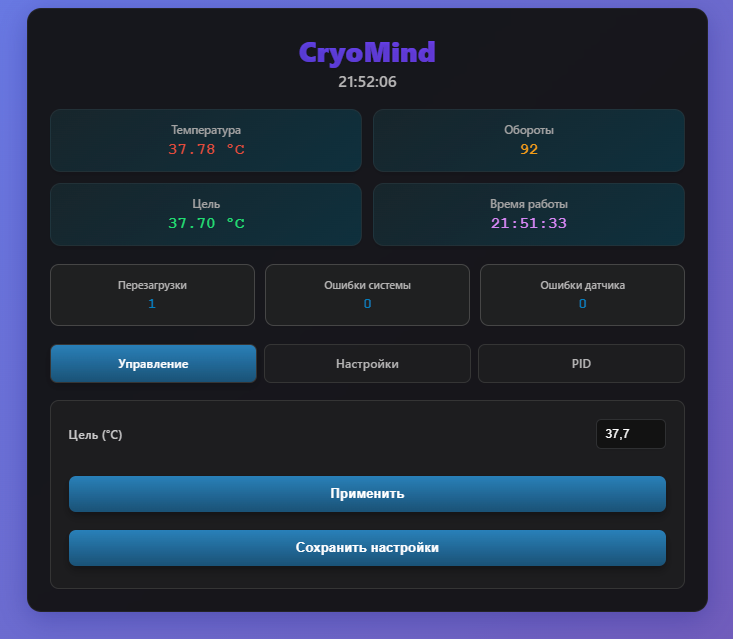 CryoMind
21:52:06
Температура
37.78 °C
Обороты
92
Цель
37.70 °C
Время работы
21:51:33
Перезагрузки
1
Ошибки системы
0
Ошибки датчика
0
Управление
Настройки
PID
Цель (°C)
37,7
Применить
Сохранить настройки